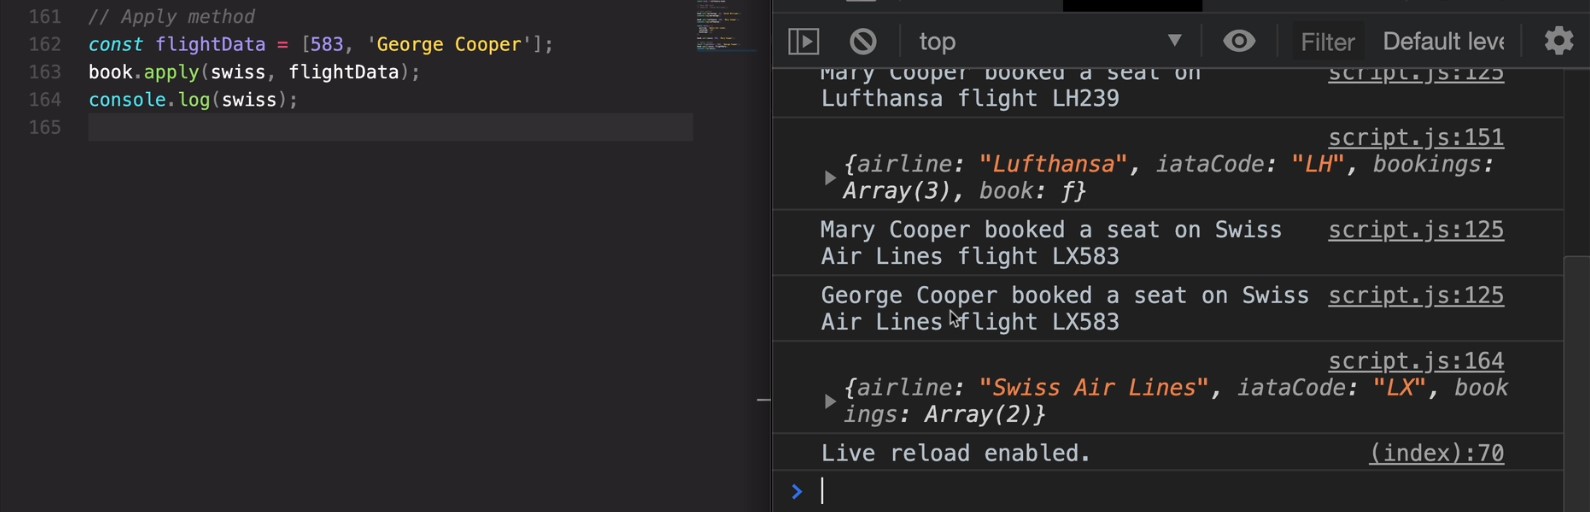 161 // Apply method
162 const flightData = [583, 'George Cooper'];
163 book.apply(swiss, flightData);
164 console.log(swiss);
165
top ▼ Filter Default leve
Mary Cooper booked a seat on script.js:125
Lufthansa flight LH239
script.js:151
{airline: "Lufthansa", iataCode: "LH", bookings:
Array(3), book: ƒ}
Mary Cooper booked a seat on Swiss script.js:125
Air Lines flight LX583
George Cooper booked a seat on Swiss script.js:125
Air Lines flight LX583
script.js:164
{airline: "Swiss Air Lines", iataCode: "LX", book
ings: Array(2)}
Live reload enabled. (index):70
>